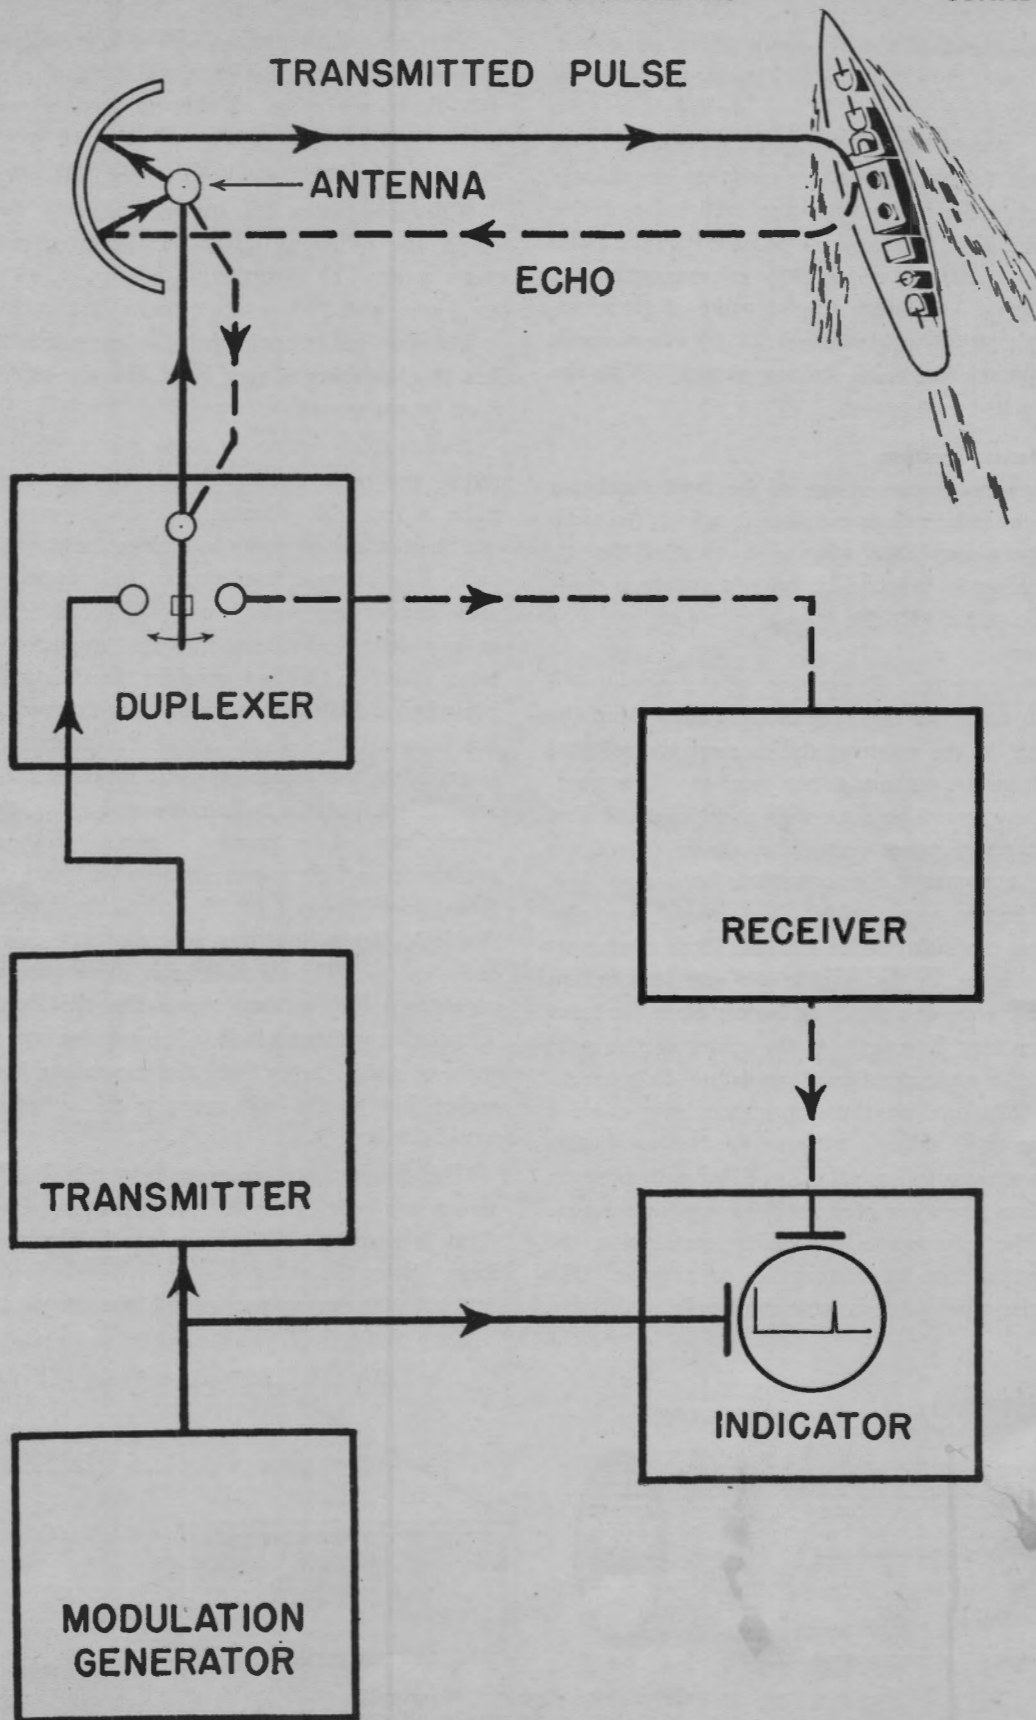 TRANSMITTED PULSE
ANTENNA
ECHO
DUPLEXER
RECEIVER
TRANSMITTER
INDICATOR
MODULATION
GENERATOR